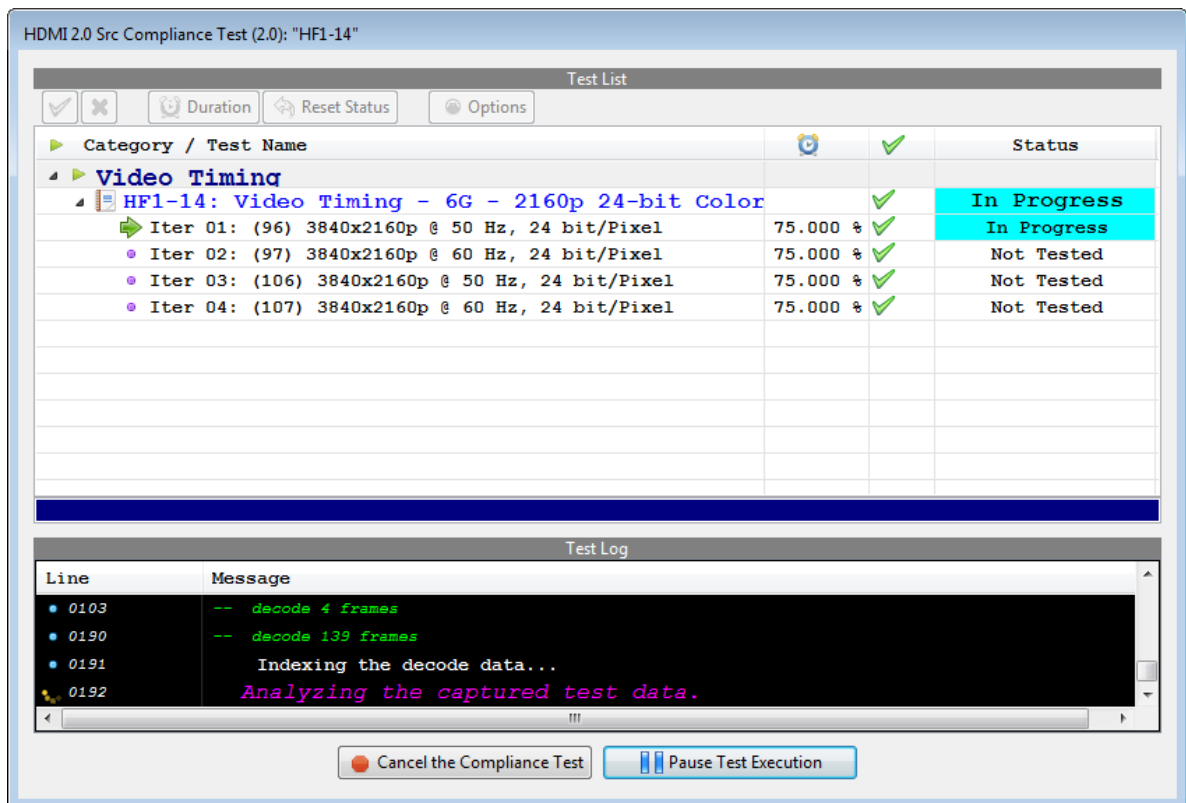 HDMI 2.0 Src Compliance Test (2.0): "HF1-14"
Test List
Duration Reset Status Options
Category / Test Name Status
Video Timing
HF1-14: Video Timing - 6G - 2160p 24-bit Color In Progress
Iter 01: (96) 3840x2160p @ 50 Hz, 24 bit/Pixel 75.000 % In Progress
Iter 02: (97) 3840x2160p @ 60 Hz, 24 bit/Pixel 75.000 % Not Tested
Iter 03: (106) 3840x2160p @ 50 Hz, 24 bit/Pixel 75.000 % Not Tested
Iter 04: (107) 3840x2160p @ 60 Hz, 24 bit/Pixel 75.000 % Not Tested
Test Log
Line Message
0103 -- decode 4 frames
0190 -- decode 139 frames
0191 Indexing the decode data...
0192 Analyzing the captured test data.
Cancel the Compliance Test Pause Test Execution